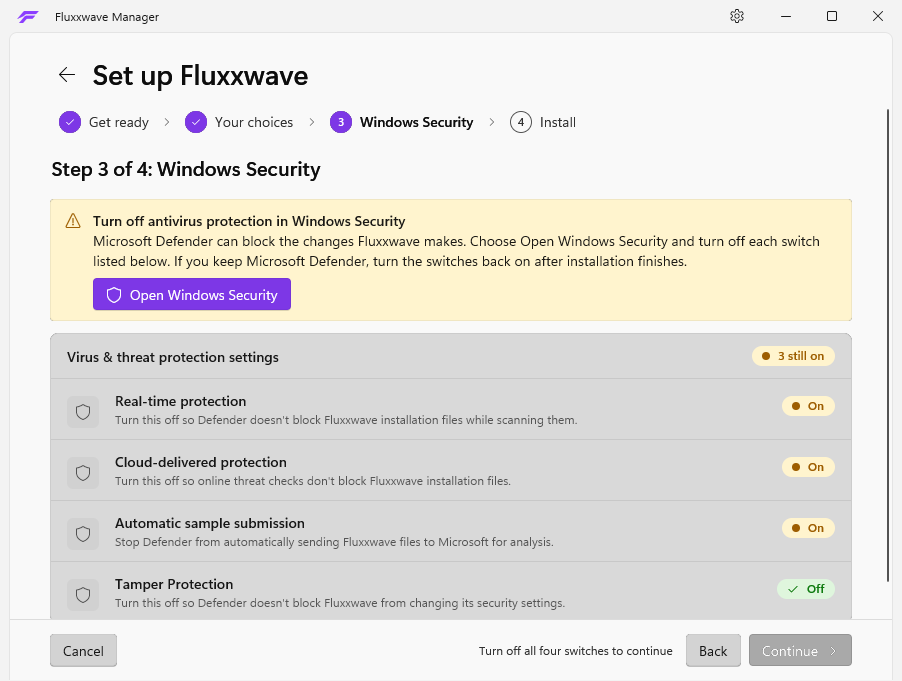 Fluxxwave Manager
Set up Fluxxwave
Get ready
Your choices
3 Windows Security
4 Install
Step 3 of 4: Windows Security
Turn off antivirus protection in Windows Security
Microsoft Defender can block the changes Fluxxwave makes. Choose Open Windows Security and turn off each switch
listed below. If you keep Microsoft Defender, turn the switches back on after installation finishes.
Open Windows Security
Virus & threat protection settings
3 still on
Real-time protection
On
Turn this off so Defender doesn't block Fluxxwave installation files while scanning them.
Cloud-delivered protection
On
Turn this off so online threat checks don't block Fluxxwave installation files.
Automatic sample submission
On
Stop Defender from automatically sending Fluxxwave files to Microsoft for analysis.
Tamper Protection
Off
Turn this off so Defender doesn't block Fluxxwave from changing its security settings.
Cancel
Turn off all four switches to continue
Back
Continue